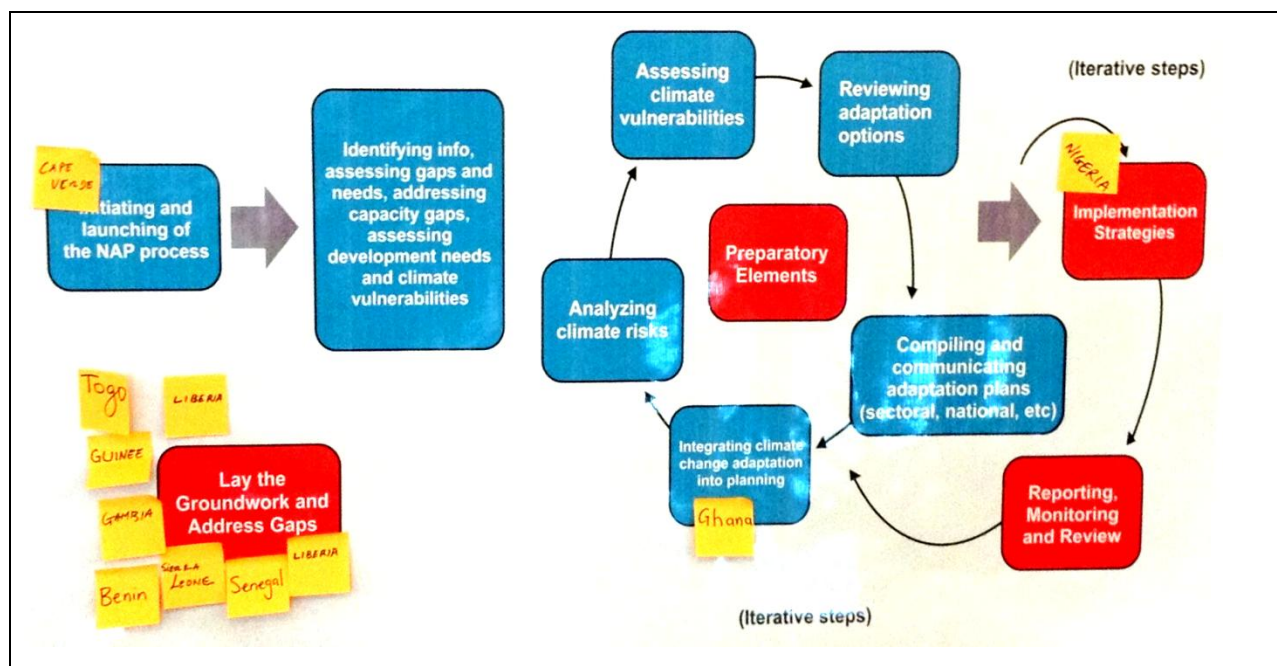 CAPE
VERDE
Initiating and
launching of
the NAP process
Identifying info,
assessing gaps and
needs, addressing
capacity gaps,
assessing
development needs
and climate
vulnerabilities
Togo
LIBERIA
GUINEE
GAMBIA
Benin
SIERRA
LEONE
Senegal
LIBERIA
Lay the
Groundwork and
Address Gaps
Assessing
climate
vulnerabilities
Reviewing
adaptation
options
Preparatory
Elements
Analyzing
climate risks
Compiling and
communicating
adaptation plans
(sectoral, national, etc)
Integrating climate
change adaptation
into planning
Ghana
(Iterative steps)
(Iterative steps)
NIGERIA
Implementation
Strategies
Reporting,
Monitoring
and Review